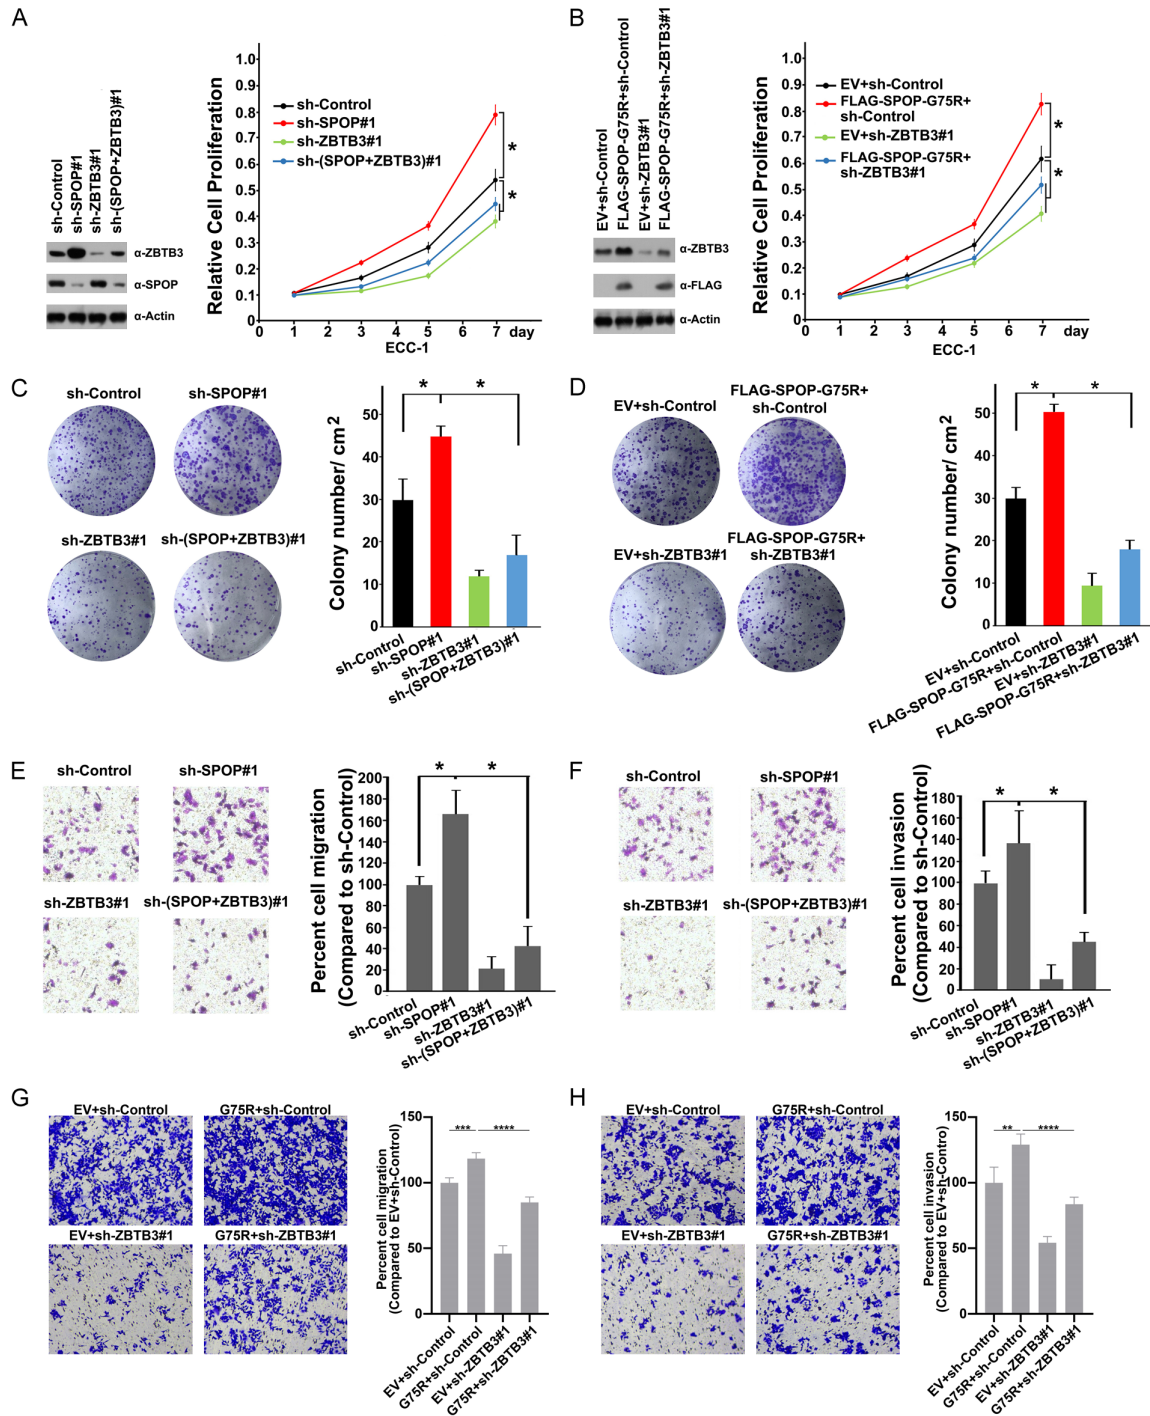 A
sh-Control
sh-SPOP#1
sh-ZBTB3#1
sh-(SPOP+ZBTB3)#1
α-ZBTB3
α-SPOP
α-Actin
Relative Cell Proliferation
1.0
0.9
0.8
0.7
0.6
0.5
0.4
0.3
0.2
0.1
0
sh-Control
sh-SPOP#1
sh-ZBTB3#1
sh-(SPOP+ZBTB3)#1
*
*
0 1 2 3 4 5 6 7 day
ECC-1
B
EV+sh-Control
FLAG-SPOP-G75R+sh-Control
EV+sh-ZBTB3#1
FLAG-SPOP-G75R+sh-ZBTB3#1
α-ZBTB3
α-FLAG
α-Actin
Relative Cell Proliferation
1.0
0.9
0.8
0.7
0.6
0.5
0.4
0.3
0.2
0.1
0
EV+sh-Control
FLAG-SPOP-G75R+
sh-Control
EV+sh-ZBTB3#1
FLAG-SPOP-G75R+
sh-ZBTB3#1
*
*
0 1 2 3 4 5 6 7 day
ECC-1
C
sh-Control
sh-SPOP#1
sh-ZBTB3#1
sh-(SPOP+ZBTB3)#1
Colony number/ cm2
50
40
30
20
10
0
* *
sh-Control
sh-SPOP#1
sh-ZBTB3#1
sh-(SPOP+ZBTB3)#1
D
EV+sh-Control
FLAG-SPOP-G75R+
sh-Control
EV+sh-ZBTB3#1
FLAG-SPOP-G75R+
sh-ZBTB3#1
Colony number/ cm2
50
40
30
20
10
0
* *
EV+sh-Control
FLAG-SPOP-G75R+sh-Control
EV+sh-ZBTB3#1
FLAG-SPOP-G75R+sh-ZBTB3#1
E
sh-Control
sh-SPOP#1
sh-ZBTB3#1
sh-(SPOP+ZBTB3)#1
Percent cell migration
(Compared to sh-Control)
200
180
160
140
120
100
80
60
40
20
0
* *
sh-Control
sh-SPOP#1
sh-ZBTB3#1
sh-(SPOP+ZBTB3)#1
F
sh-Control
sh-SPOP#1
sh-ZBTB3#1
sh-(SPOP+ZBTB3)#1
Percent cell invasion
(Compared to sh-Control)
180
160
140
120
100
80
60
40
20
0
* *
sh-Control
sh-SPOP#1
sh-ZBTB3#1
sh-(SPOP+ZBTB3)#1
G
EV+sh-Control
G75R+sh-Control
EV+sh-ZBTB3#1
G75R+sh-ZBTB3#1
Percent cell migration
(Compared to EV+sh-Control)
150
100
50
0
*** ****
EV+sh-Control
G75R+sh-Control
EV+sh-ZBTB3#1
G75R+sh-ZBTB3#1
H
EV+sh-Control
G75R+sh-Control
EV+sh-ZBTB3#1
G75R+sh-ZBTB3#1
Percent cell invasion
(Compared to EV+sh-Contro)
150
100
50
0
** ****
EV+sh-Control
G75R+sh-Control
EV+sh-ZBTB3#1
G75R+sh-ZBTB3#1